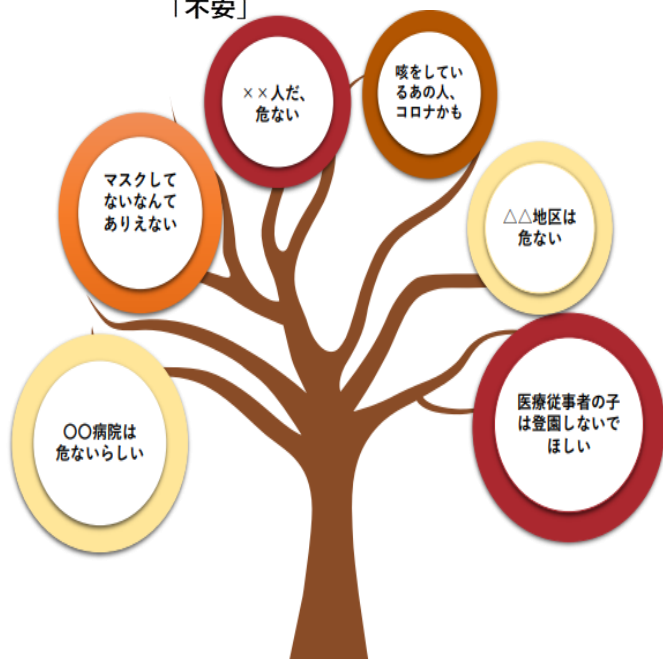 「不安」
××人だ、
危ない
咳をしてい
るあの人、
コロナかも
マスクして
ないなんて
ありえない
△△地区は
危ない
〇〇病院は
危ないらしい
医療従事者の子
は登園しないで
ほしい